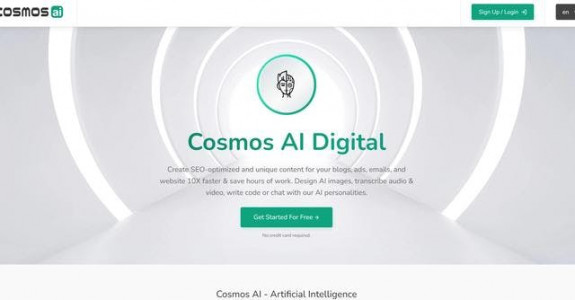 COSMOS ai
Sign Up / Login
en
Cosmos AI Digital
Create SEO-optimized and unique content for your blogs, ads, emails, and
website 10X faster & save hours of work. Design AI images, transcribe audio &
video, write code or chat with our AI personalities.
Get Started For Free
No credit card required.
Cosmos AI - Artificial Intelligence